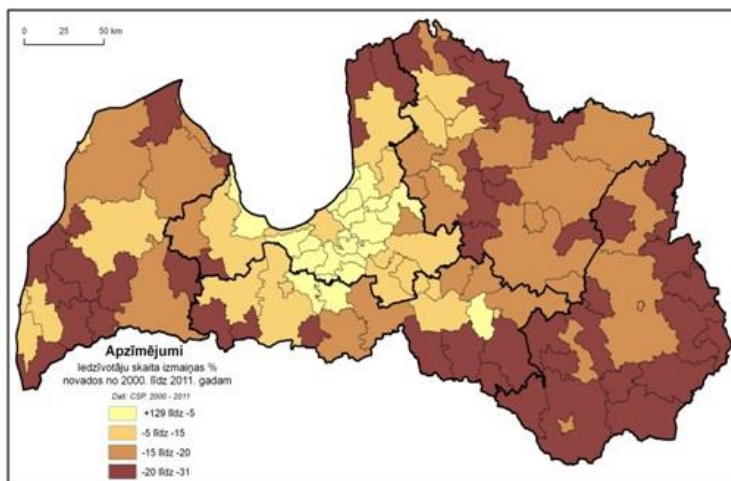 0 25 50 km
Apzīmējumi
Iedzīvotāju skaita izmaiņas %
novados no 2000. līdz 2011. gadam
Dati: CSP, 2000 - 2011
+129 līdz -5
-5 līdz -15
-15 līdz -20
-20 līdz -31